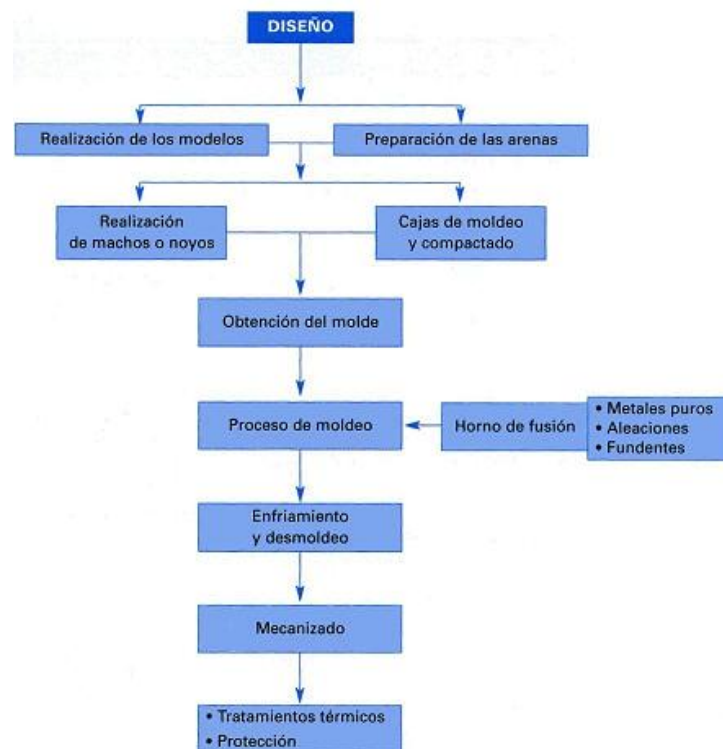 DISEÑO
Realización de los modelos
Preparación de las arenas
Realización
de machos o noyos
Cajas de moldeo
y compactado
Obtención del molde
Proceso de moldeo
Horno de fusión
• Metales puros
• Aleaciones
• Fundentes
Enfriamiento
y desmoldeo
Mecanizado
• Tratamientos térmicos
• Protección